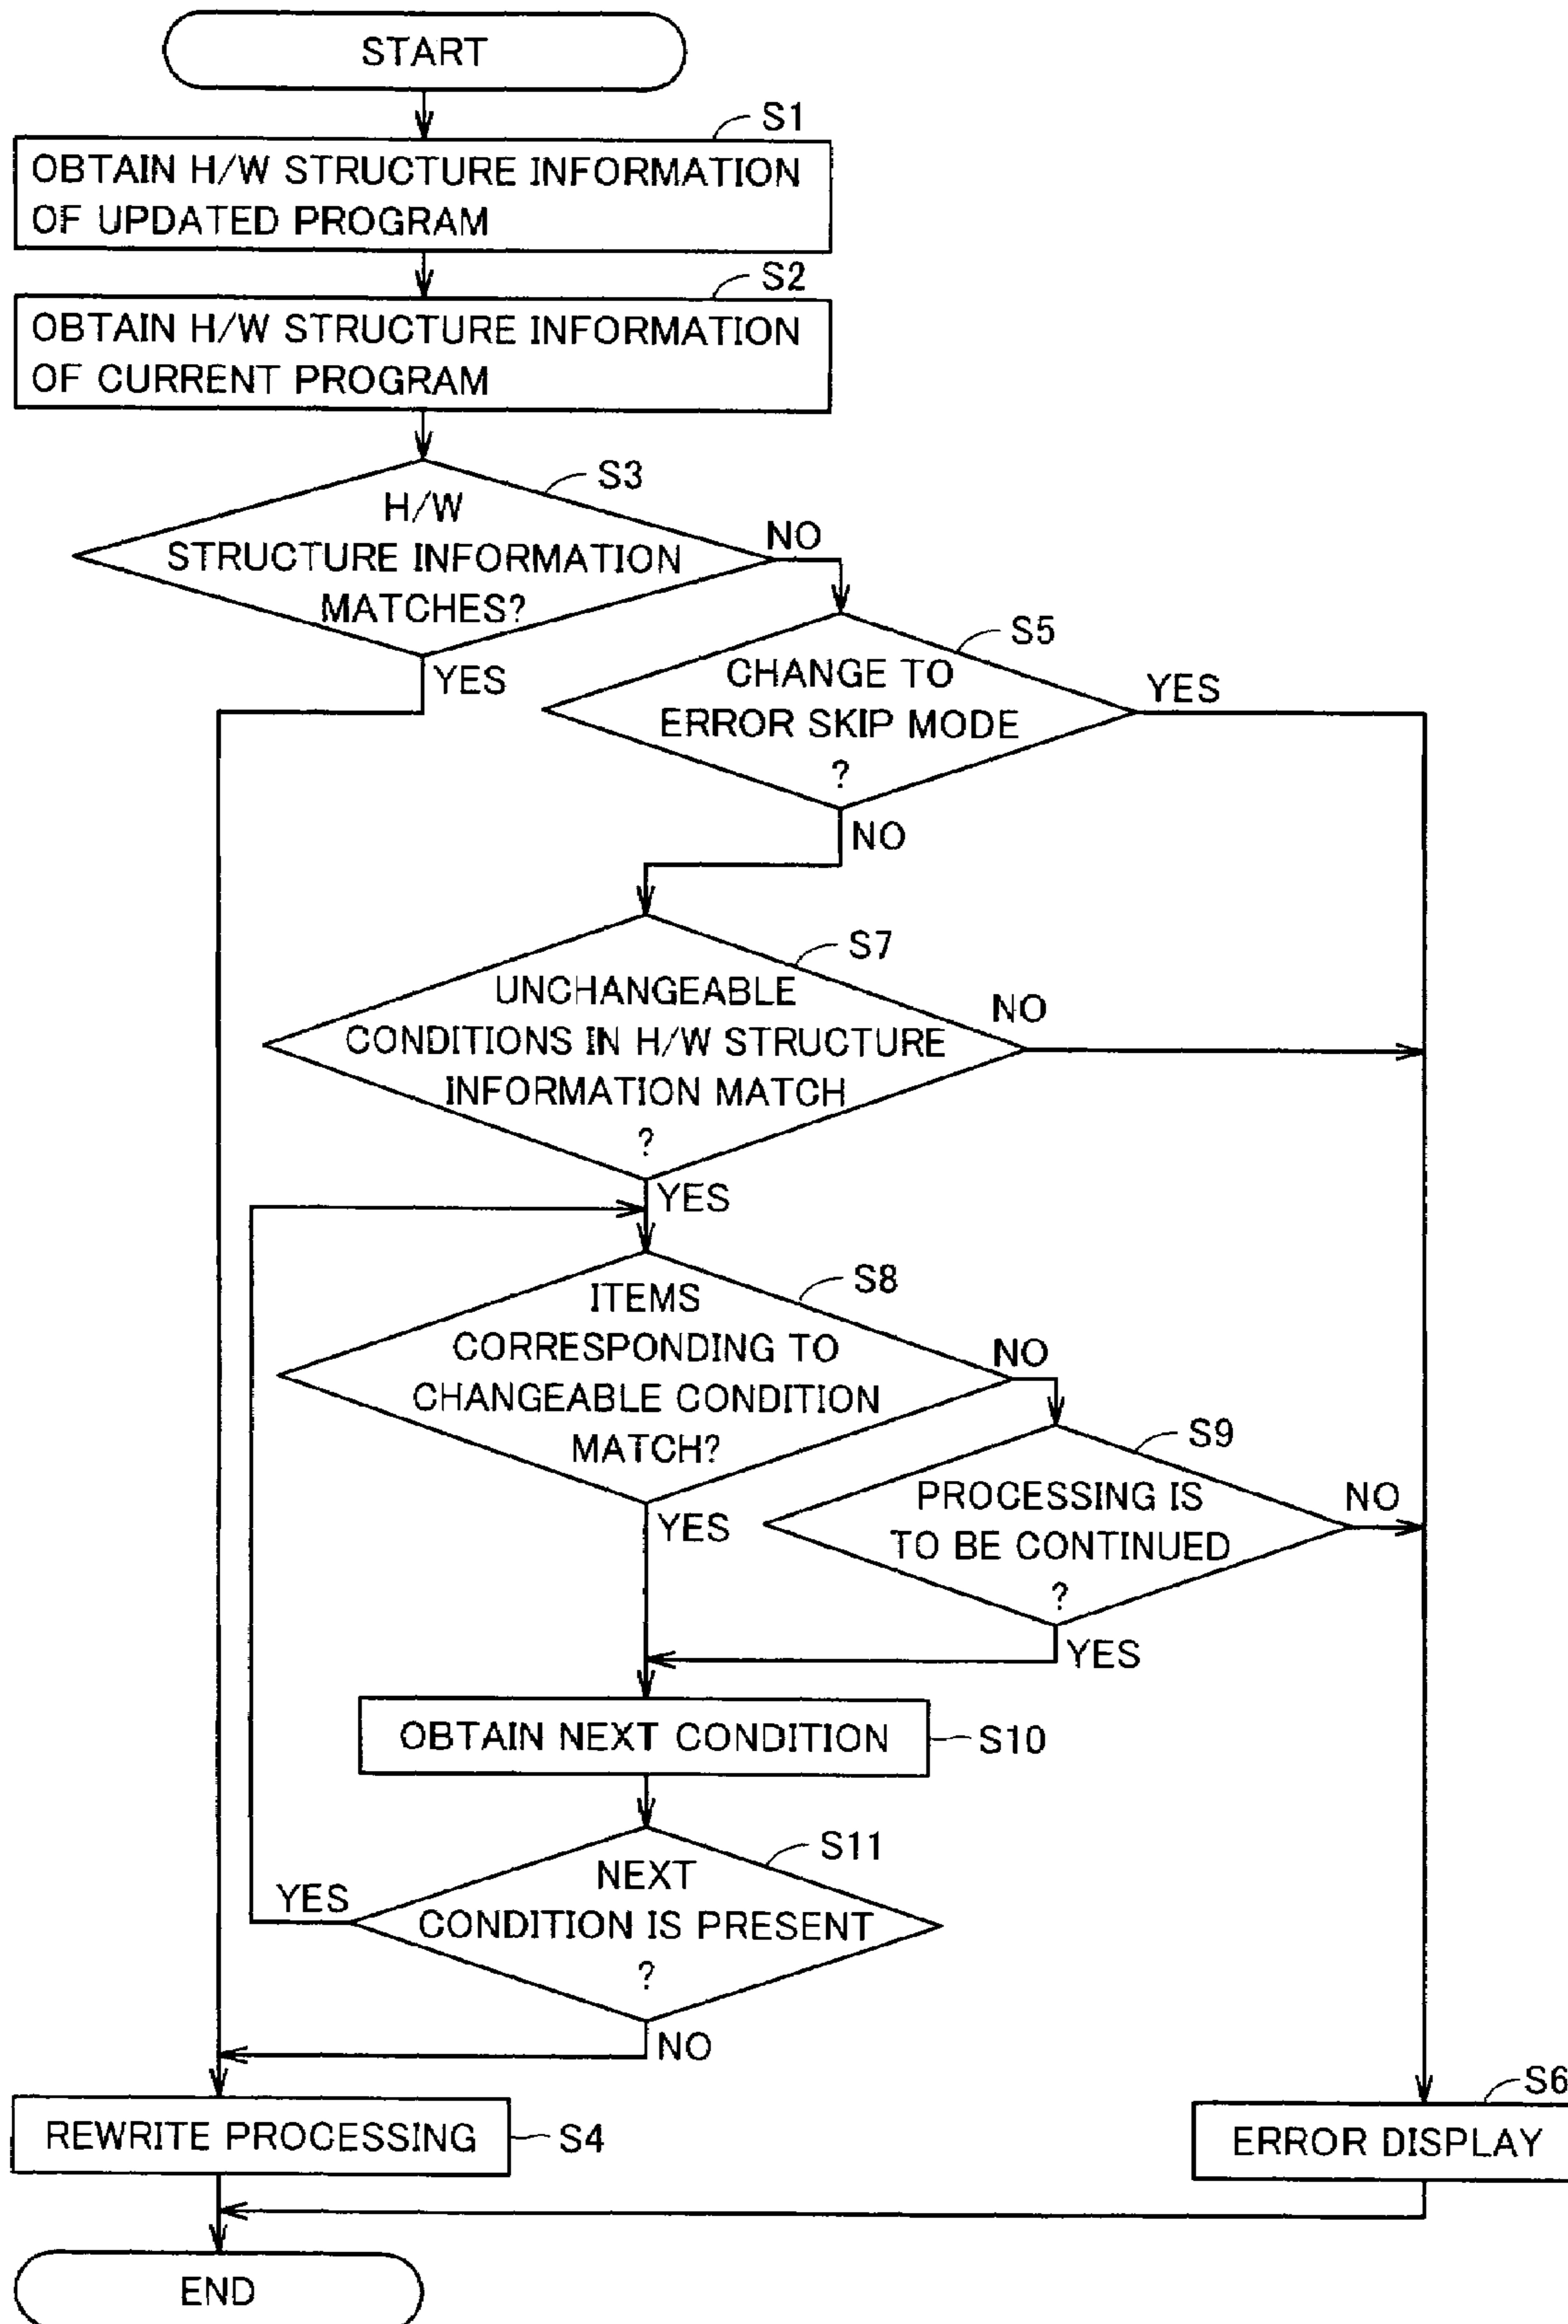 START
S1
OBTAIN H/W STRUCTURE INFORMATION
OF UPDATED PROGRAM
S2
OBTAIN H/W STRUCTURE INFORMATION
OF CURRENT PROGRAM
S3
H/W
STRUCTURE INFORMATION
MATCHES?
NO
YES
S5
CHANGE TO
ERROR SKIP MODE
?
YES
NO
S7
UNCHANGEABLE
CONDITIONS IN H/W STRUCTURE
INFORMATION MATCH
?
NO
YES
S8
ITEMS
CORRESPONDING TO
CHANGEABLE CONDITION
MATCH?
NO
YES
S9
PROCESSING IS
TO BE CONTINUED
?
NO
YES
OBTAIN NEXT CONDITION
S10
S11
NEXT
CONDITION IS PRESENT
?
YES
NO
REWRITE PROCESSING
S4
S6
ERROR DISPLAY
END